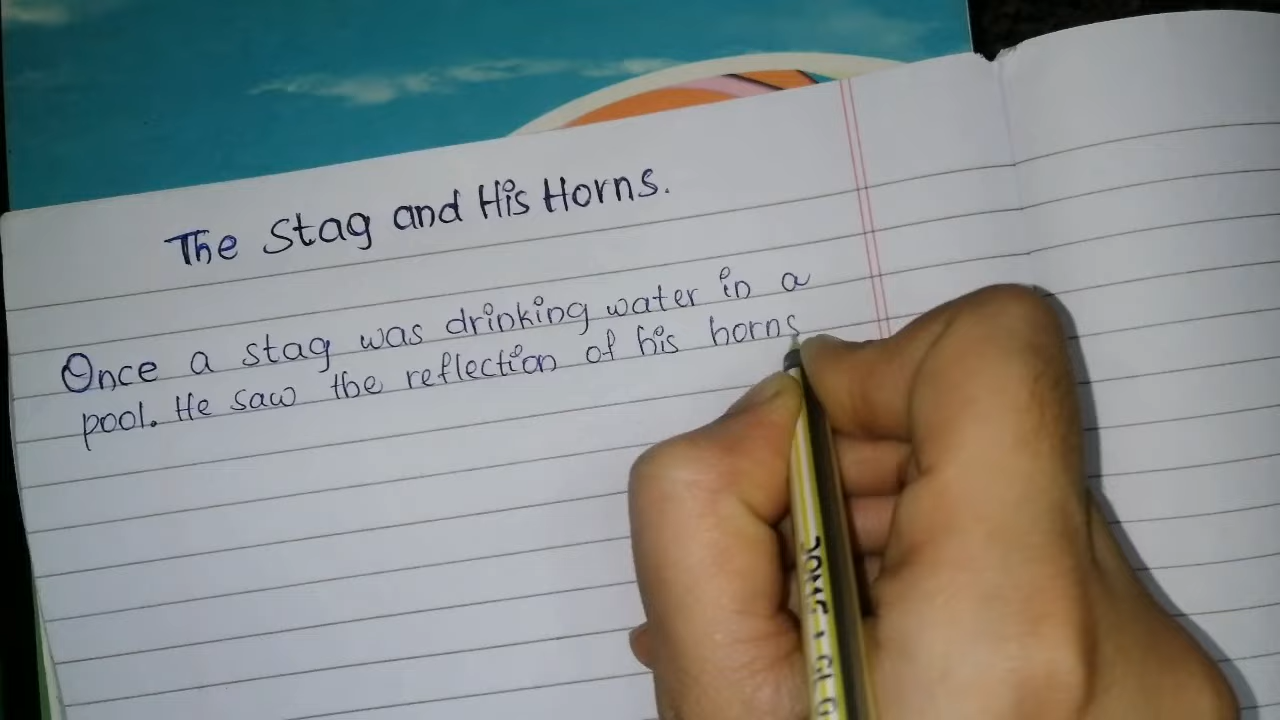 The Stag and His Horns.
Once a stag was drinking water in a
pool. He saw the reflection of his horns